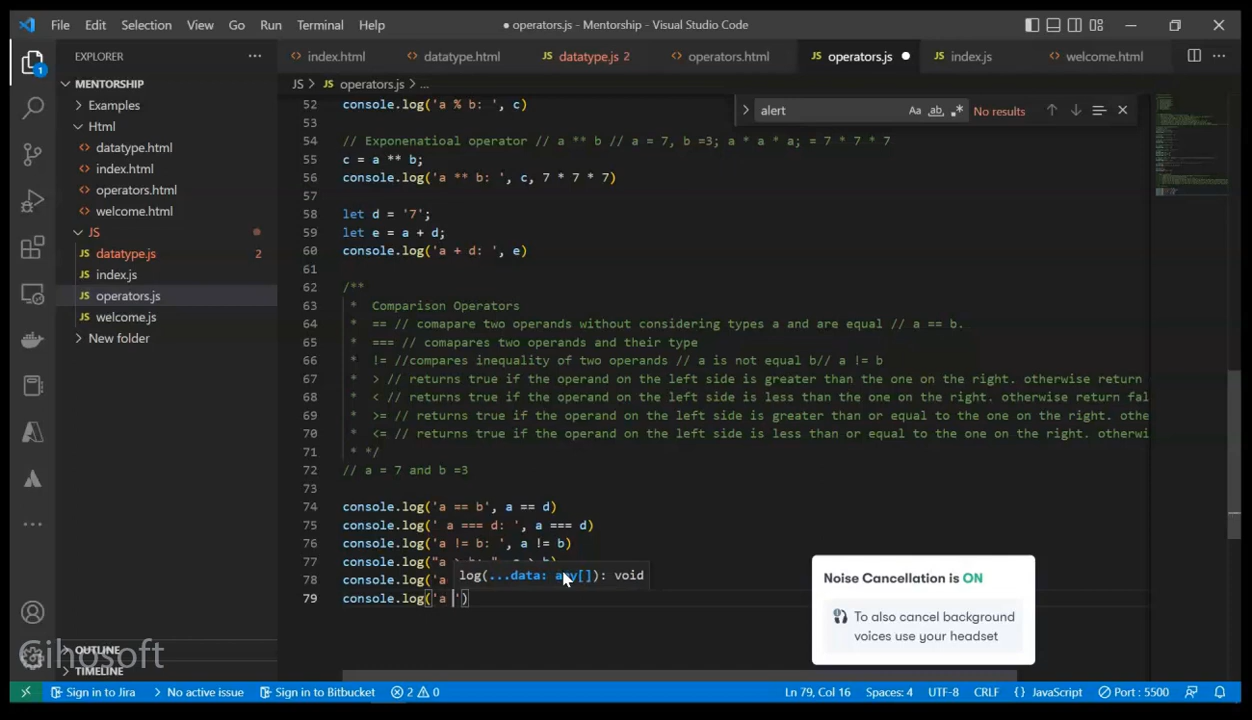 File Edit Selection View Go Run Terminal Help
● operators.js - Mentorship - Visual Studio Code
EXPLORER
index.html datatype.html datatype.js 2 operators.html operators.js ● index.js welcome.html
MENTORSHIP
JS > operators.js > ...
Examples
Html
datatype.html
index.html
operators.html
welcome.html
JS
datatype.js 2
index.js
operators.js
welcome.js
New folder
alert
Aa ab .* No results
52 console.log('a % b: ', c)
53
54 // Exponenatioal operator // a ** b // a = 7, b =3; a * a * a; = 7 * 7 * 7
55 c = a ** b;
56 console.log('a ** b: ', c, 7 * 7 * 7)
57
58 let d = '7';
59 let e = a + d;
60 console.log('a + d: ', e)
61
62 /**
63 * Comparison Operators
64 * == // comapare two operands without considering types a and are equal // a == b.
65 * === // comapares two operands and their type
66 * != //compares inequality of two operands // a is not equal b// a != b
67 * > // returns true if the operand on the left side is greater than the one on the right. otherwise return
68 * < // returns true if the operand on the left side is less than the one on the right. otherwise return fal
69 * >= // returns true if the operand on the left side is greater than or equal to the one on the right. othe
70 * <= // returns true if the operand on the left side is less than or equal to the one on the right. otherwi
71 * */
72 // a = 7 and b =3
73
74 console.log('a == b', a == d)
75 console.log(' a === d: ', a === d)
76 console.log('a != b: ', a != b)
77 console.log("a > b: ", a > b)
78 console.log('a
log(...data: any[]): void
79 console.log('a ')
Noise Cancellation is ON
To also cancel background
voices use your headset
Gihosoft
OUTLINE
TIMELINE
Sign in to Jira No active issue Sign in to Bitbucket 2 0 Ln 79, Col 16 Spaces: 4 UTF-8 CRLF {} JavaScript Port : 5500